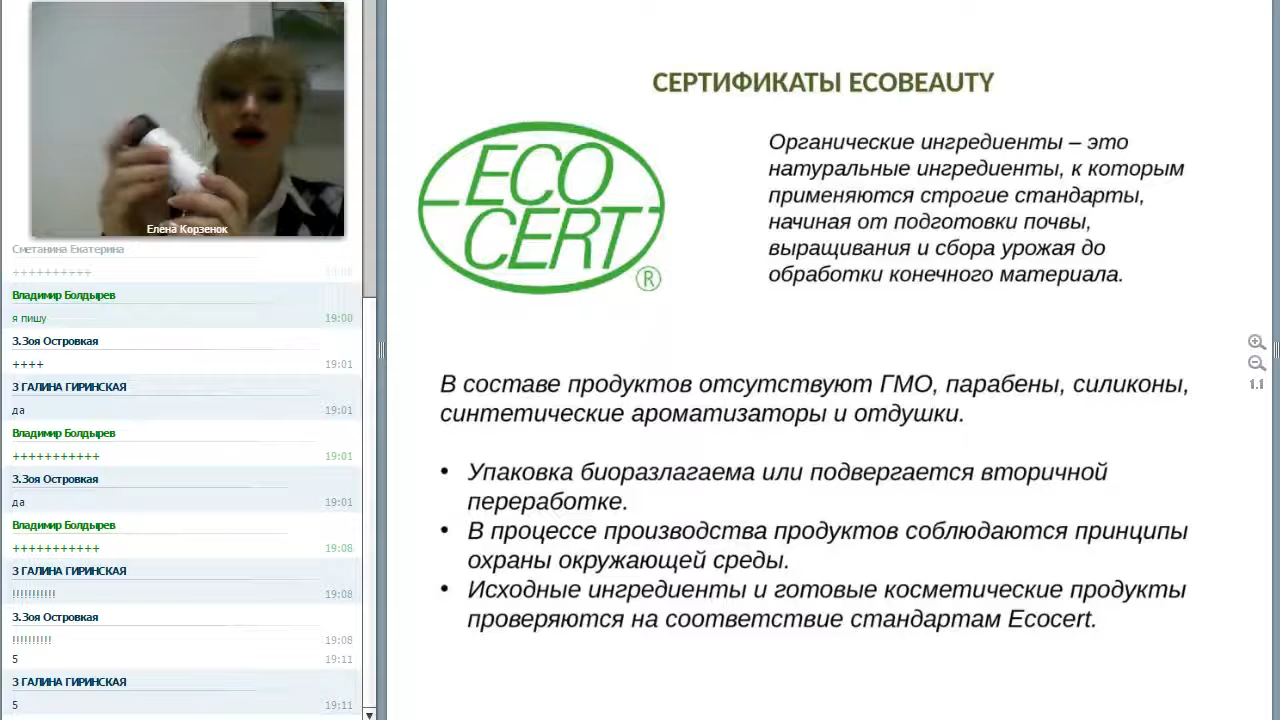 Елена Корзенок
Сметанина Екатерина
++++++++++
Владимир Болдырев
я пишу 19:00
3.Зоя Островкая
++++ 19:01
3 ГАЛИНА ГИРИНСКАЯ
да 19:01
Владимир Болдырев
+++++++++++ 19:01
3.Зоя Островкая
да 19:01
Владимир Болдырев
+++++++++++ 19:08
3 ГАЛИНА ГИРИНСКАЯ
!!!!!!!!!!! 19:08
3.Зоя Островкая
!!!!!!!!!! 19:08
5 19:11
3 ГАЛИНА ГИРИНСКАЯ
5 19:11
СЕРТИФИКАТЫ ECOBEAUTY
ECO
CERT
®
Органические ингредиенты – это
натуральные ингредиенты, к которым
применяются строгие стандарты,
начиная от подготовки почвы,
выращивания и сбора урожая до
обработки конечного материала.
В составе продуктов отсутствуют ГМО, парабены, силиконы,
синтетические ароматизаторы и отдушки.
• Упаковка биоразлагаема или подвергается вторичной
переработке.
• В процессе производства продуктов соблюдаются принципы
охраны окружающей среды.
• Исходные ингредиенты и готовые косметические продукты
проверяются на соответствие стандартам Ecocert.
1:1